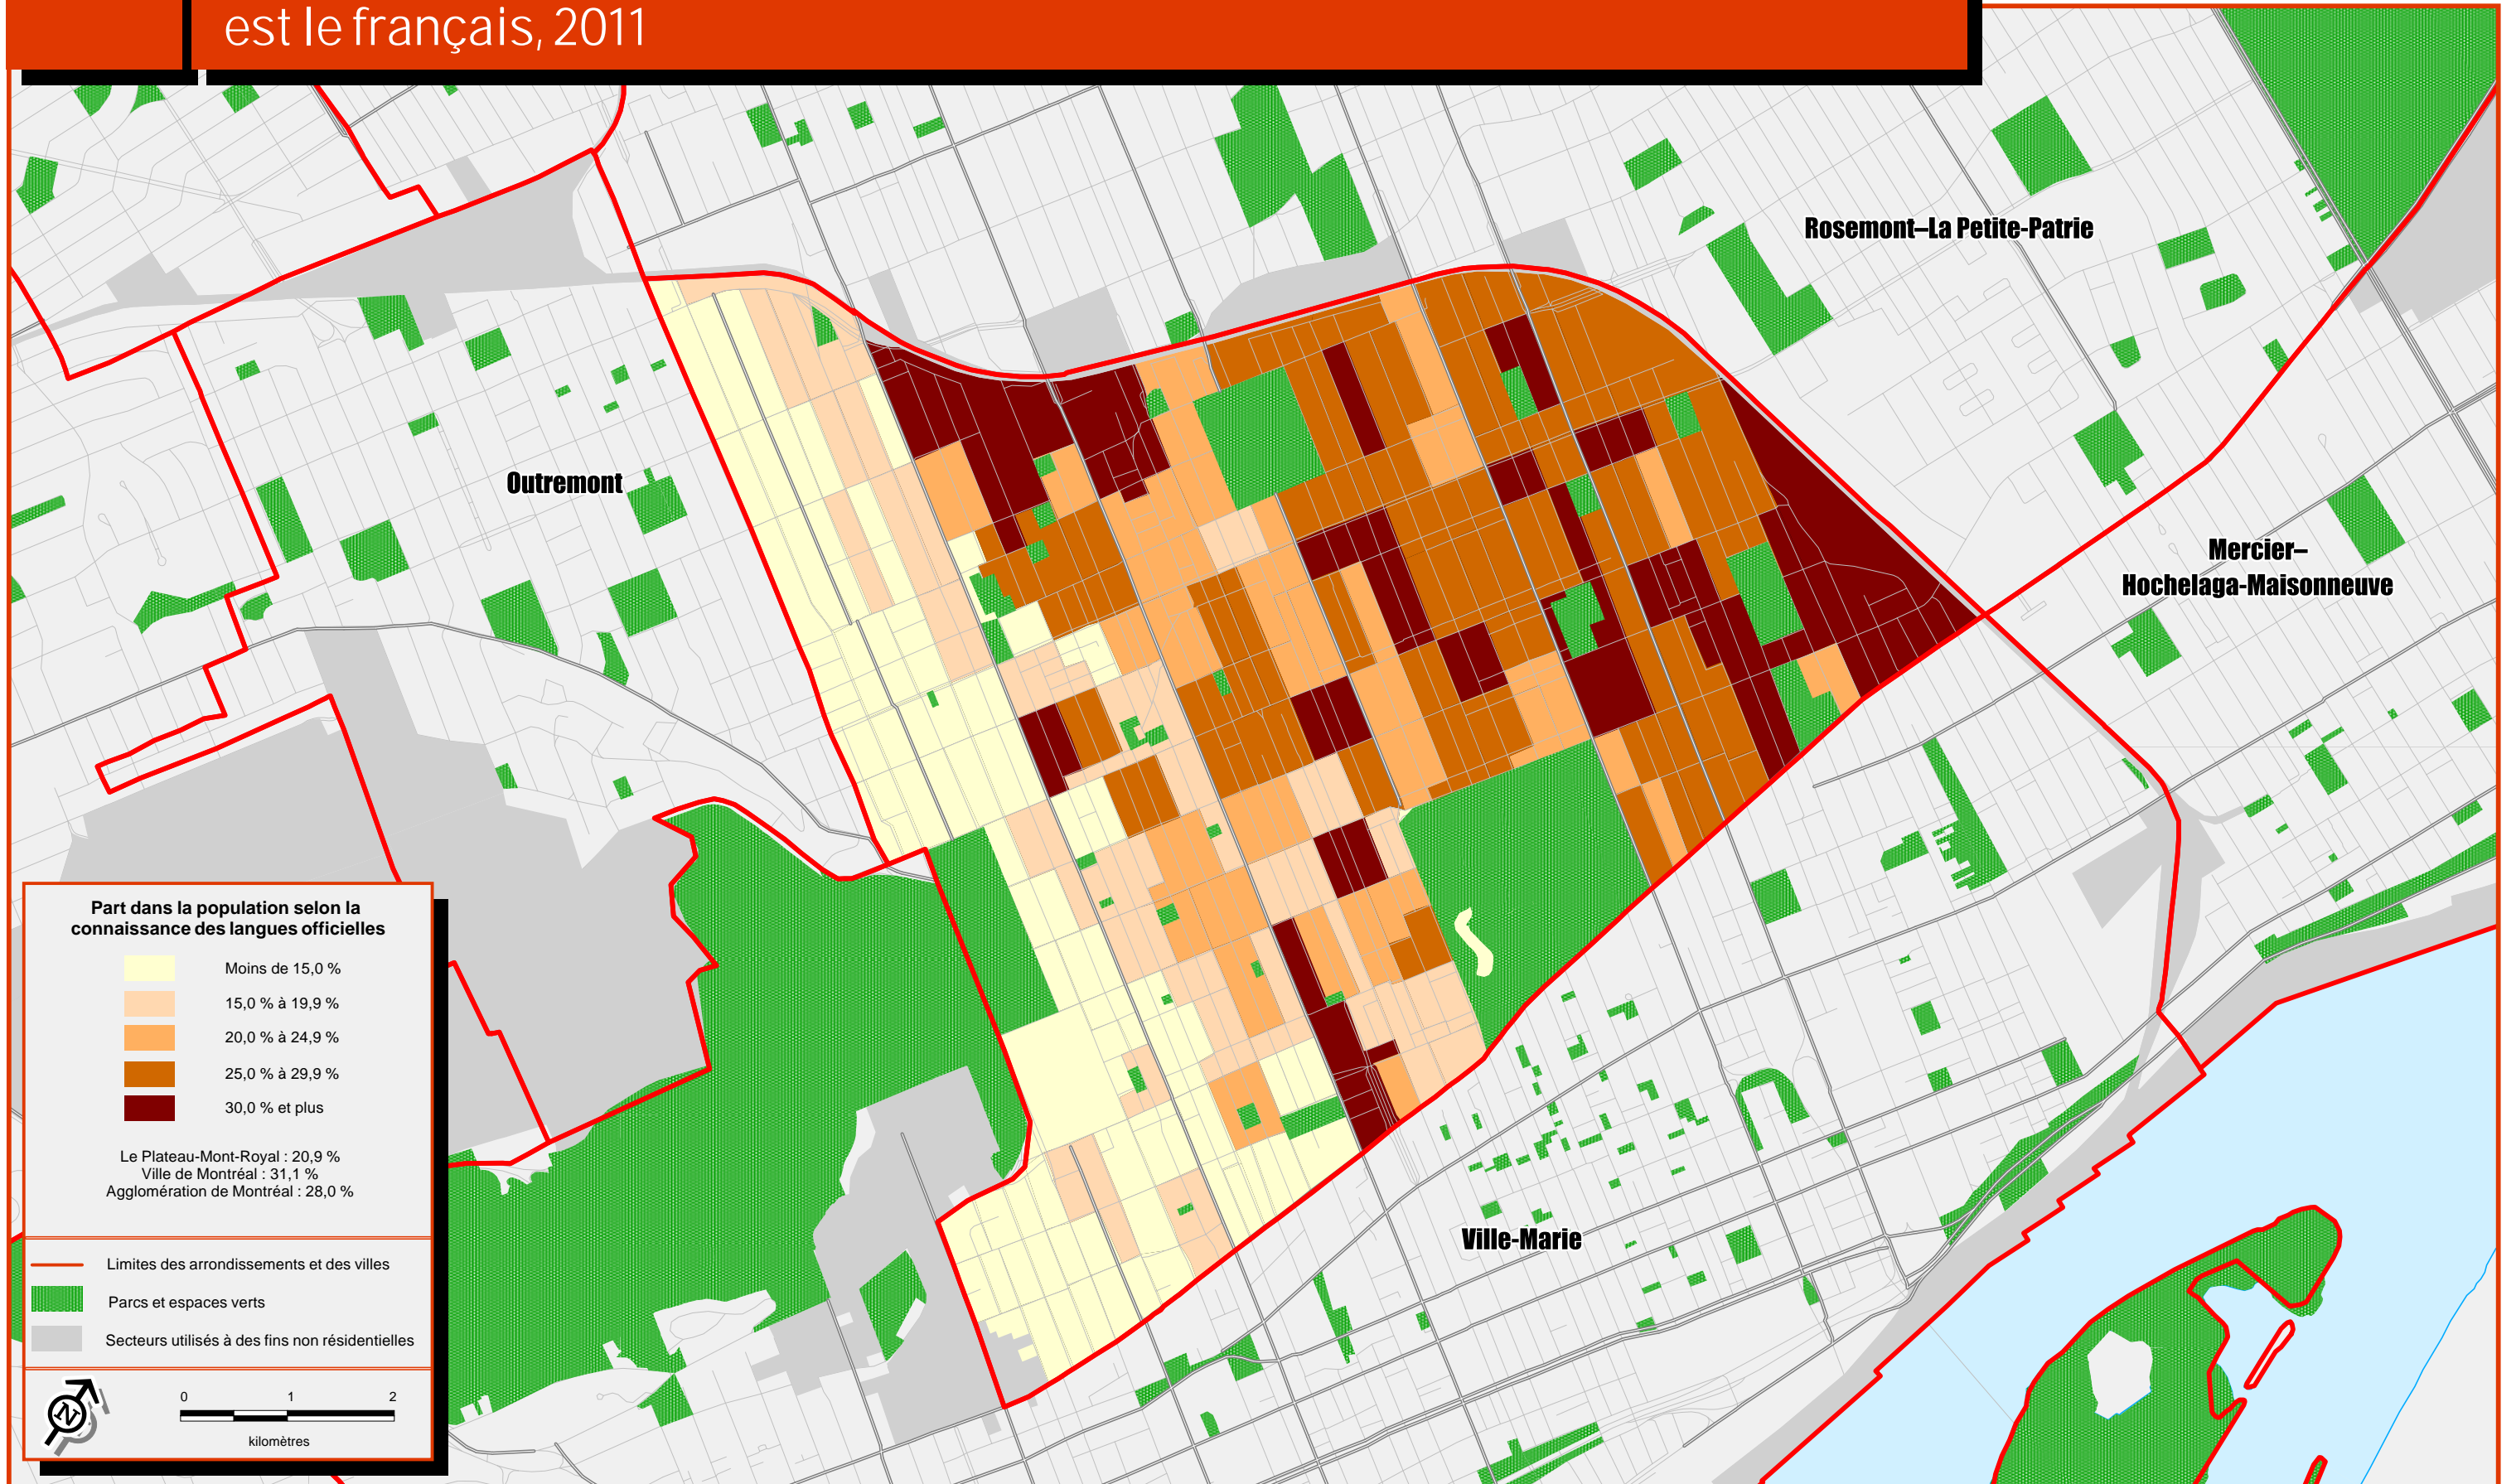 est le français, 2011
Rosemont–La Petite-Patrie
Outremont
Mercier–
Hochelaga-Maisonneuve
Ville-Marie
Part dans la population selon la
connaissance des langues officielles
Moins de 15,0 %
15,0 % à 19,9 %
20,0 % à 24,9 %
25,0 % à 29,9 %
30,0 % et plus
Le Plateau-Mont-Royal : 20,9 %
Ville de Montréal : 31,1 %
Agglomération de Montréal : 28,0 %
Limites des arrondissements et des villes
Parcs et espaces verts
Secteurs utilisés à des fins non résidentielles
N
0 1 2
kilomètres